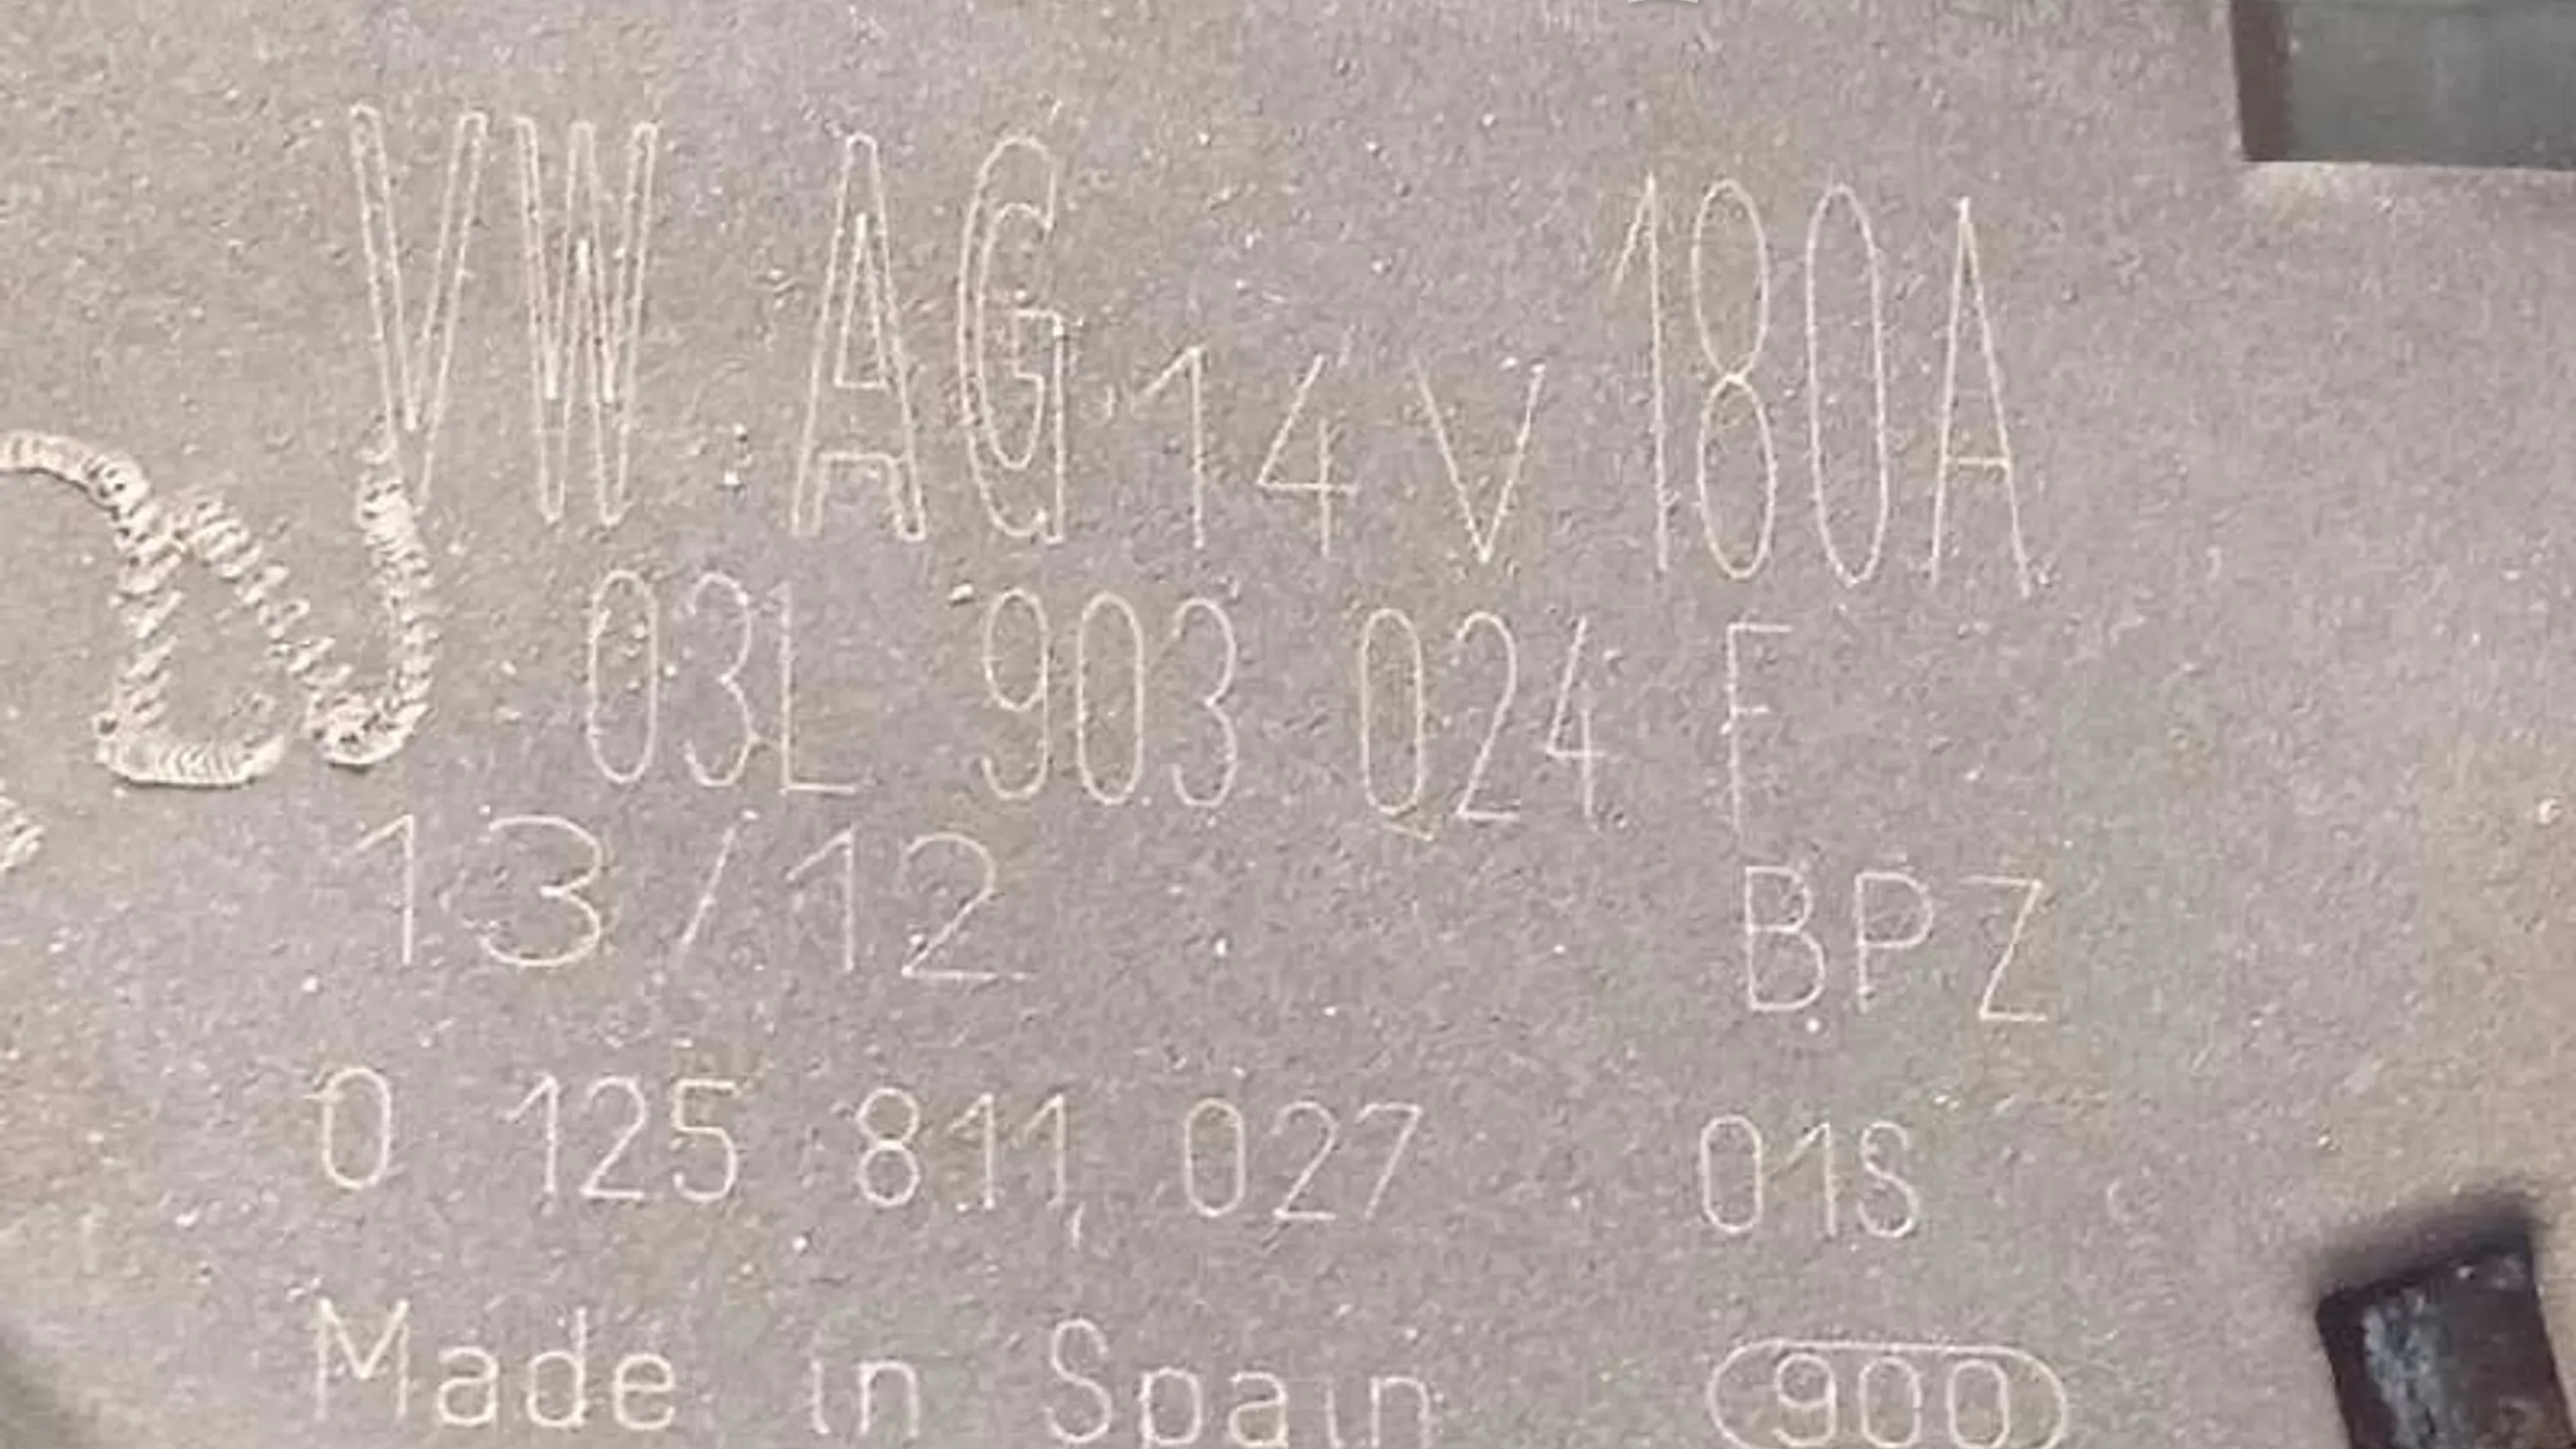 VW AG 14V 180A
03L 903 024 F
13/12 BPZ
0 125 811 027 01S
Made in Spain 900